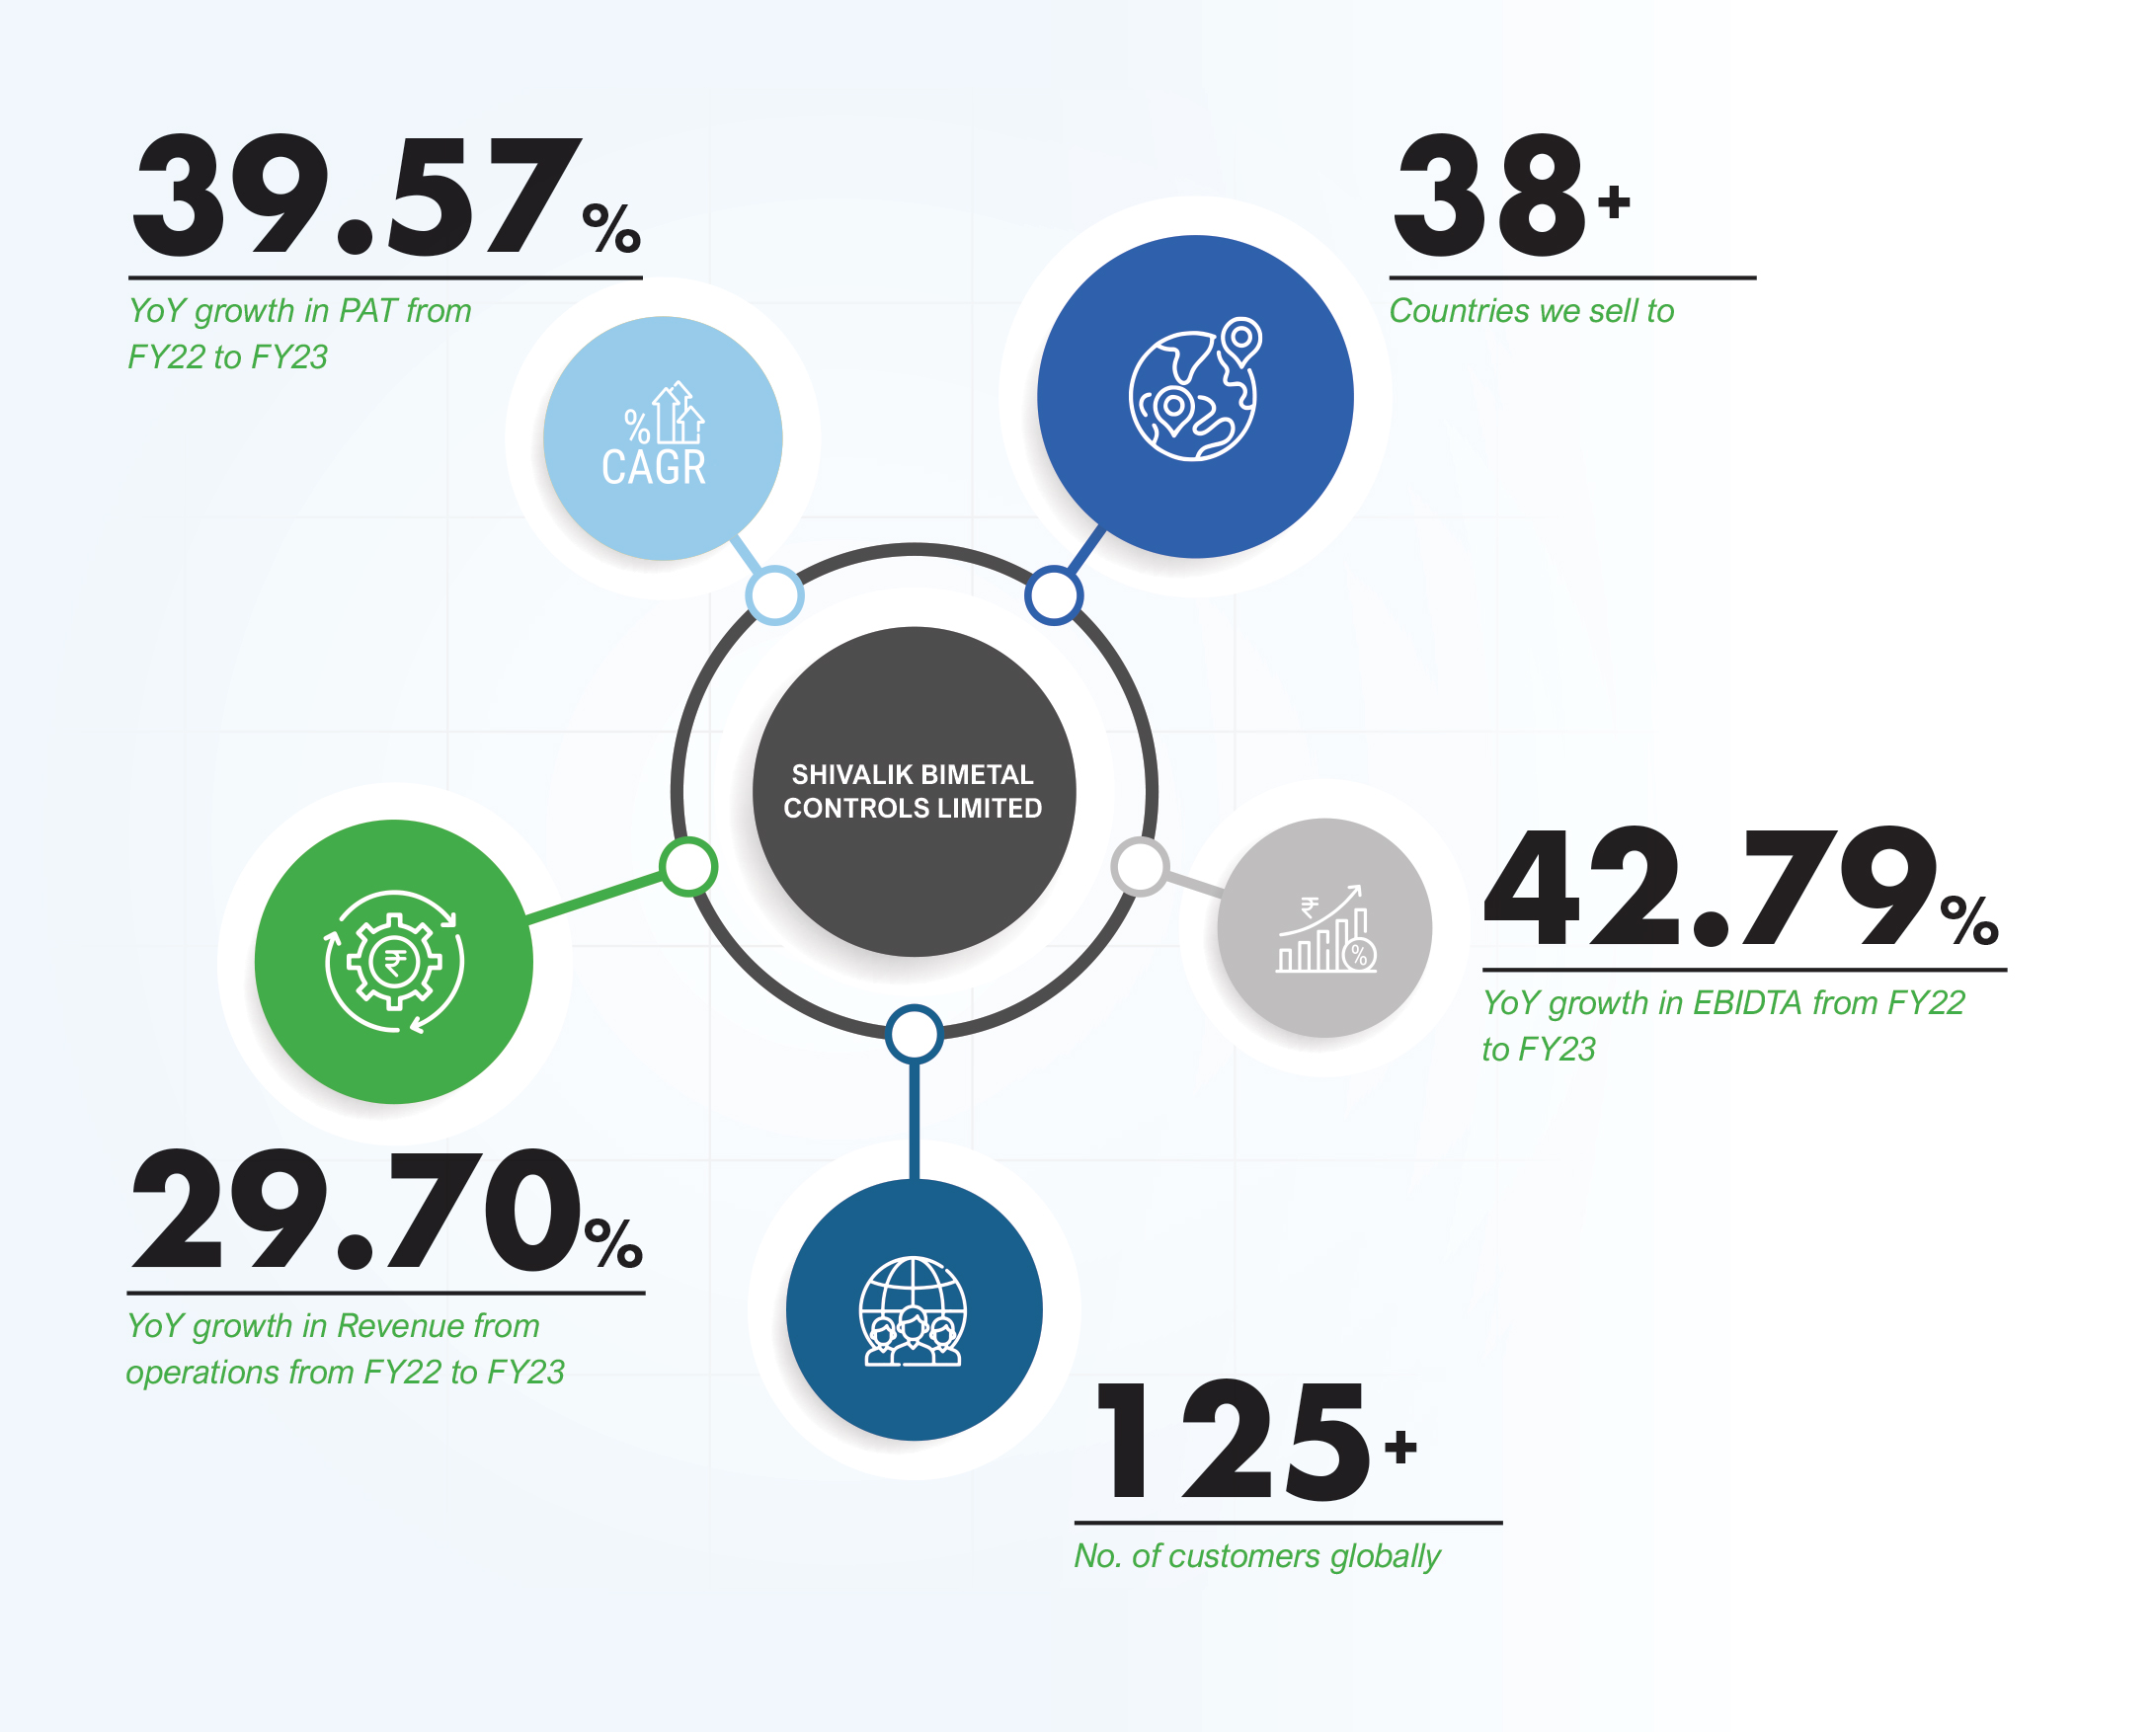 39.57%
YoY growth in PAT from
FY22 to FY23
38+
Countries we sell to
%
CAGR
SHIVALIK BIMETAL
CONTROLS LIMITED
₹
%
42.79%
YoY growth in EBIDTA from FY22
to FY23
₹
29.70%
YoY growth in Revenue from
operations from FY22 to FY23
125+
No. of customers globally